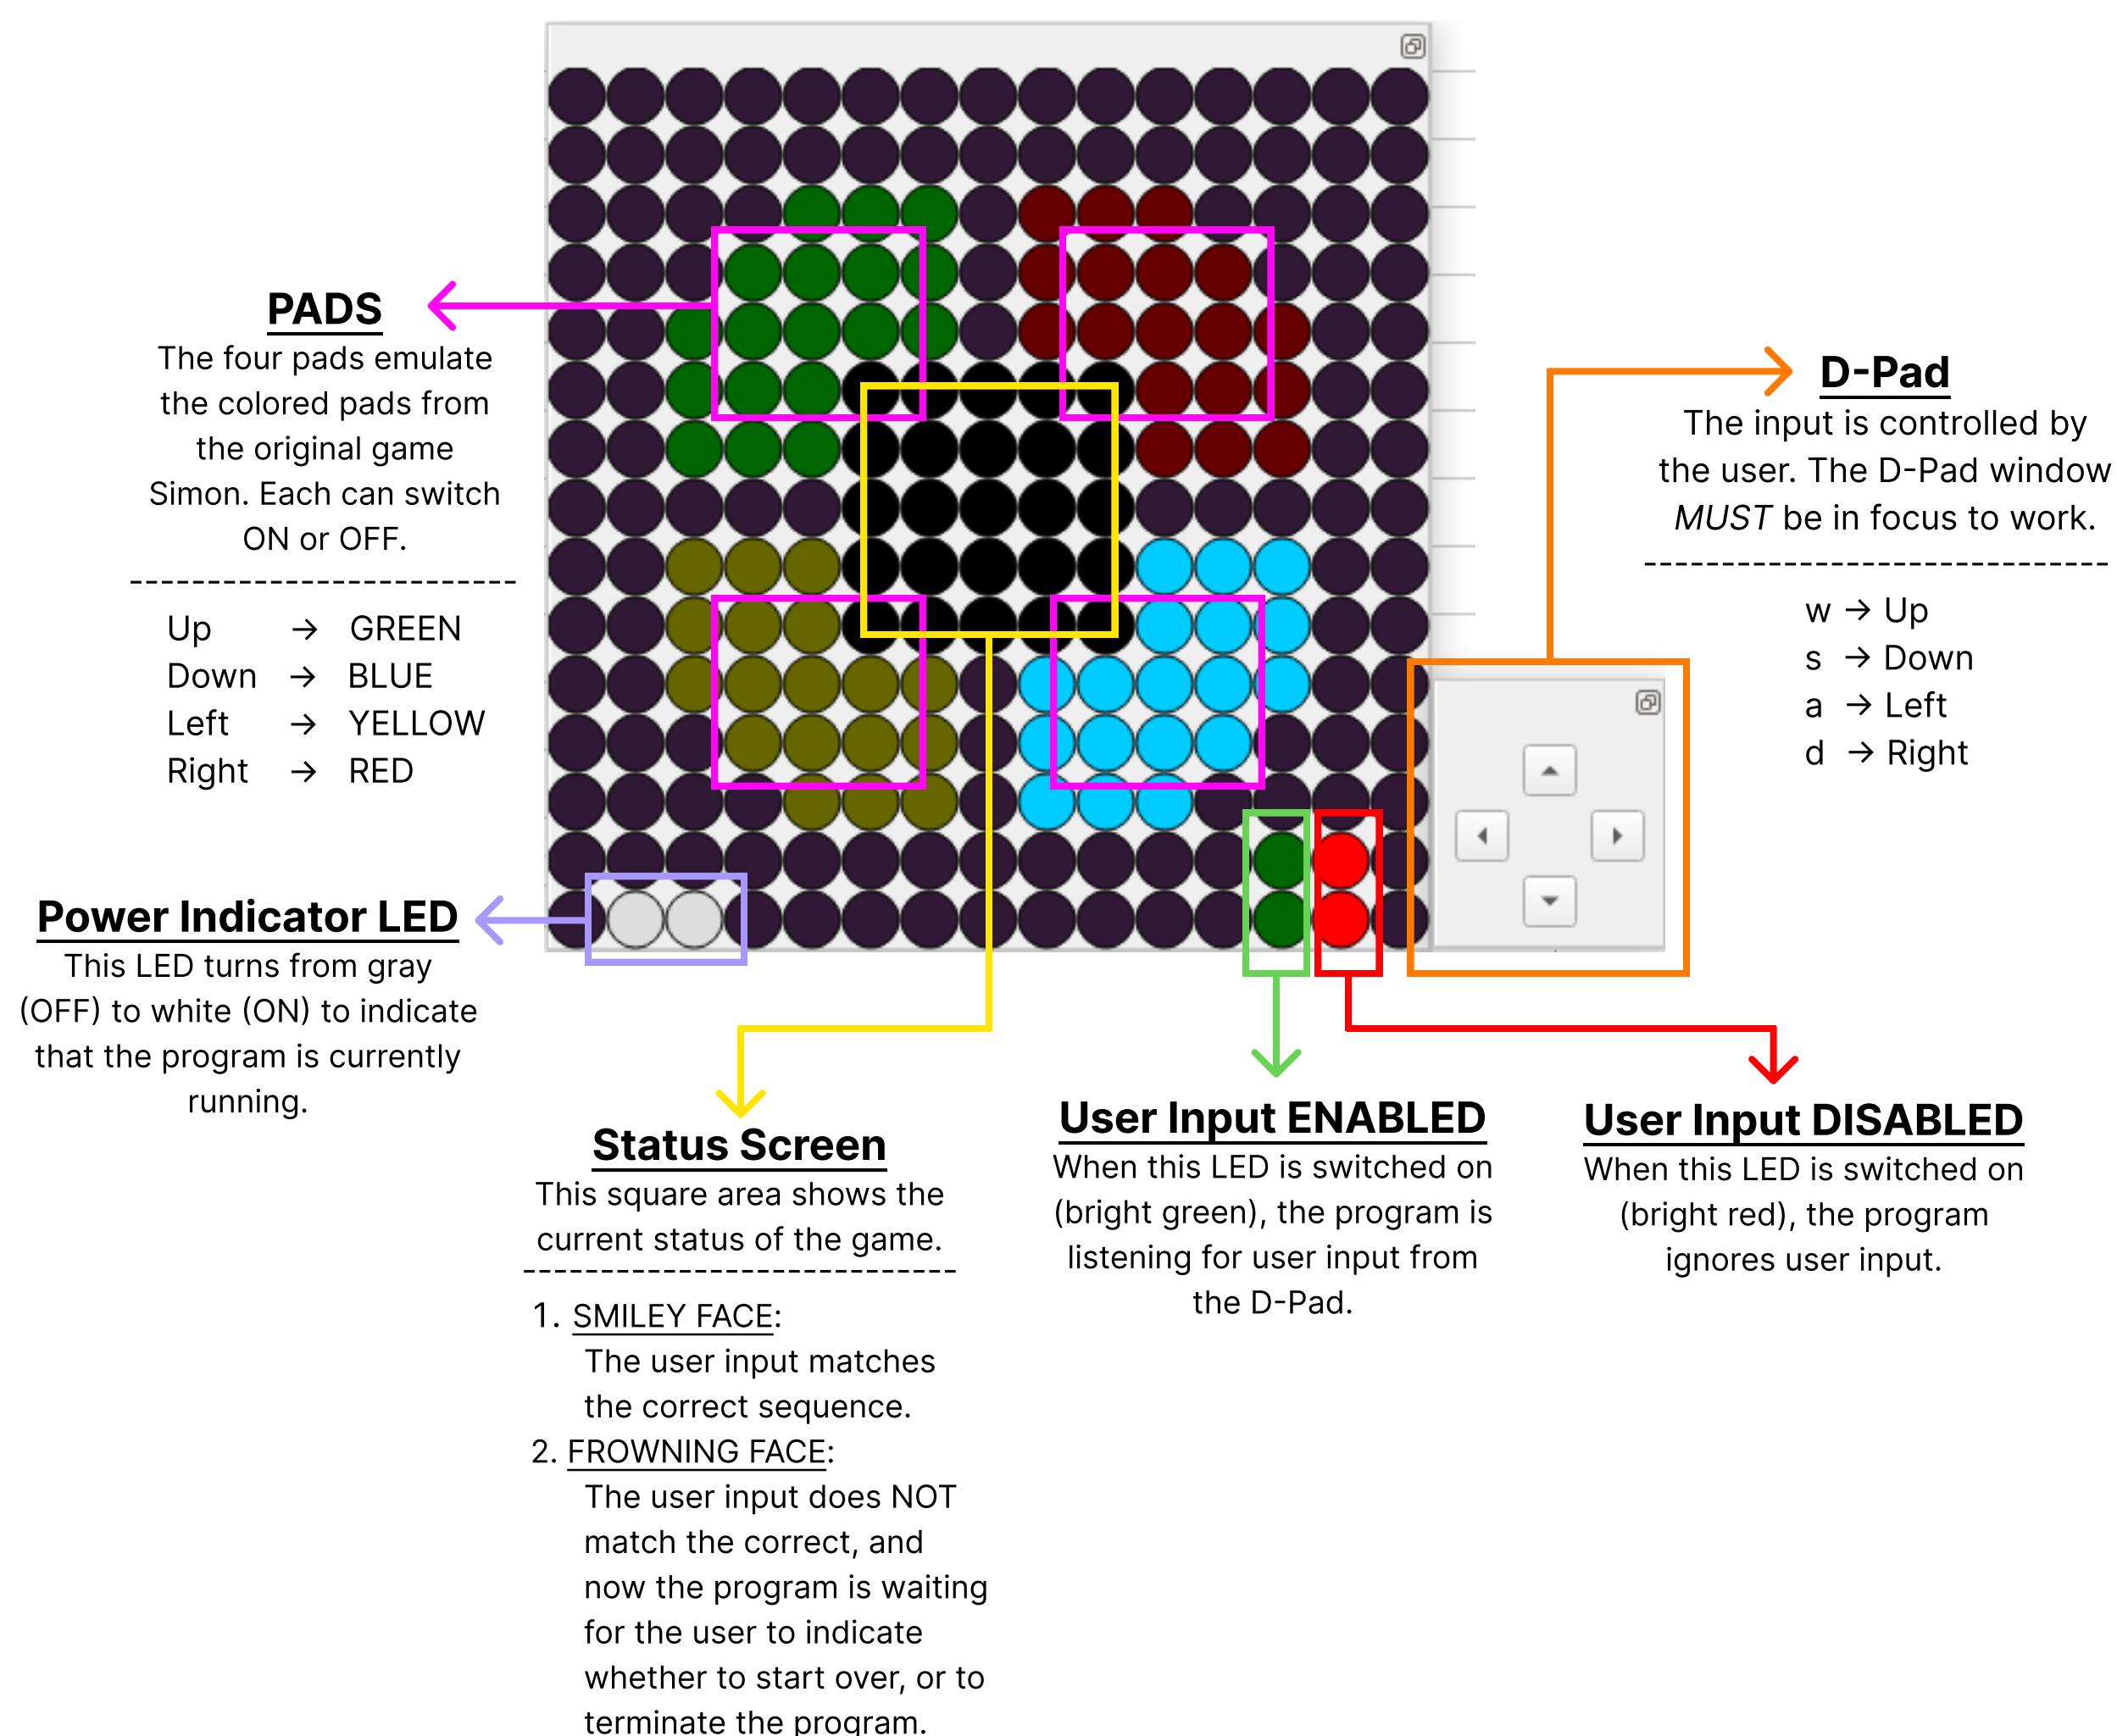 PADS
The four pads emulate
the colored pads from
the original game
Simon. Each can switch
ON or OFF.
-------------------------
Up → GREEN
Down → BLUE
Left → YELLOW
Right → RED
D-Pad
The input is controlled by
the user. The D-Pad window
MUST be in focus to work.
------------------------------
w → Up
s → Down
a → Left
d → Right
Power Indicator LED
This LED turns from gray
(OFF) to white (ON) to indicate
that the program is currently
running.
Status Screen
This square area shows the
current status of the game.
----------------------------
1. SMILEY FACE:
The user input matches
the correct sequence.
2. FROWNING FACE:
The user input does NOT
match the correct, and
now the program is waiting
for the user to indicate
whether to start over, or to
terminate the program.
User Input ENABLED
When this LED is switched on
(bright green), the program is
listening for user input from
the D-Pad.
User Input DISABLED
When this LED is switched on
(bright red), the program
ignores user input.